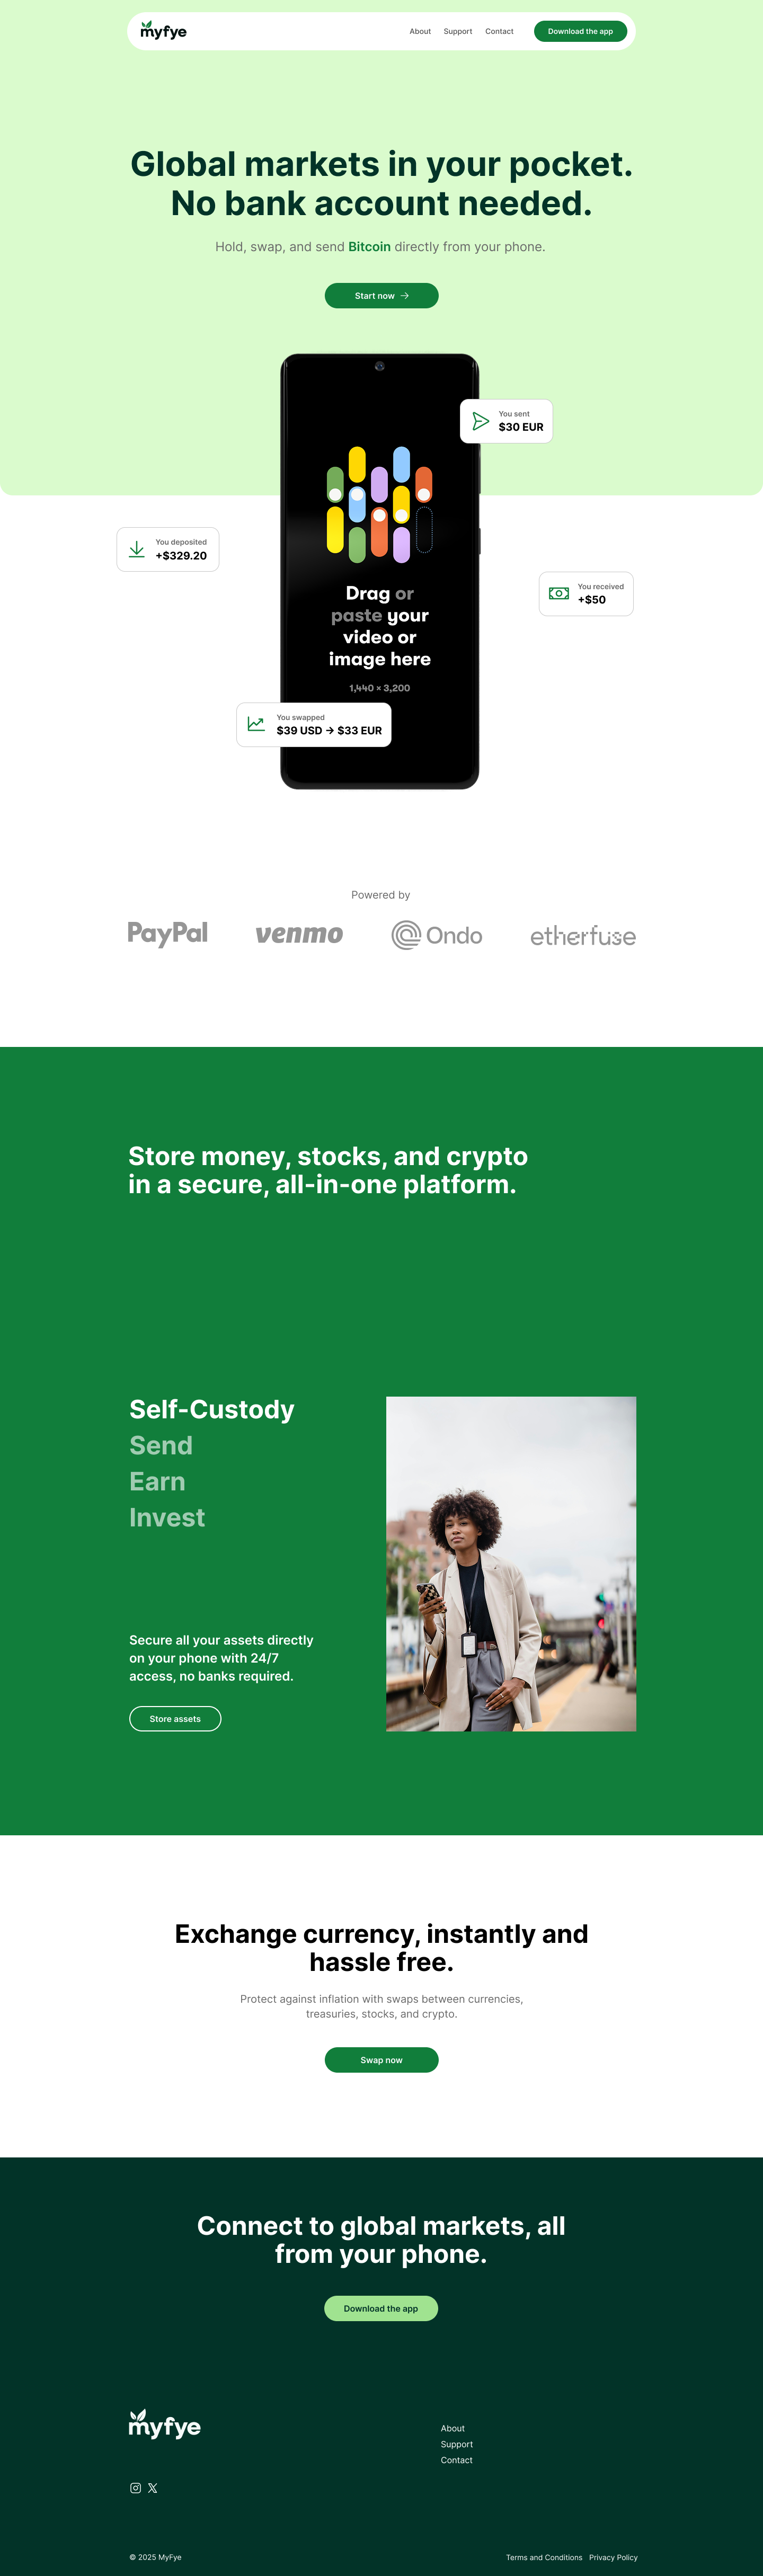 myfye
About Support Contact Download the app
Global markets in your pocket.
No bank account needed.
Hold, swap, and send Bitcoin directly from your phone.
Start now →
You sent
$30 EUR
You deposited
+$329.20
You received
+$50
Drag or
paste your
video or
image here
1,440 × 3,200
You swapped
$39 USD → $33 EUR
Powered by
PayPal venmo Ondo etherfuse
Store money, stocks, and crypto
in a secure, all-in-one platform.
Self-Custody
Send
Earn
Invest
Secure all your assets directly
on your phone with 24/7
access, no banks required.
Store assets
Exchange currency, instantly and
hassle free.
Protect against inflation with swaps between currencies,
treasuries, stocks, and crypto.
Swap now
Connect to global markets, all
from your phone.
Download the app
myfye
About
Support
Contact
© 2025 MyFye
Terms and Conditions Privacy Policy